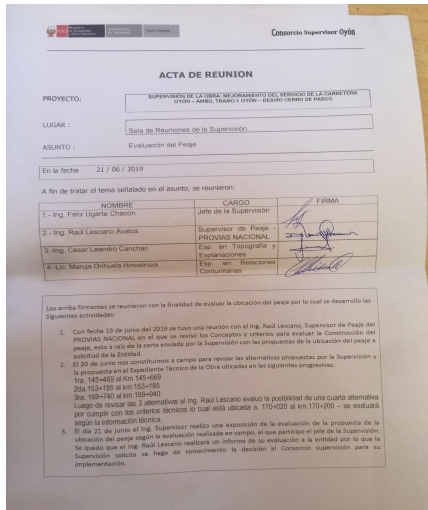 PERÚ
Consorcio Supervisor Oyón
ACTA DE REUNION
PROYECTO:
SUPERVISIÓN DE LA OBRA: MEJORAMIENTO DEL SERVICIO DE LA CARRETERA
OYÓN – AMBO, TRAMO I: OYÓN – DESVÍO CERRO DE PASCO
LUGAR :
Sala de Reuniones de la Supervisión
ASUNTO :
Evaluación del Peaje
En la fecha 21 / 06 / 2019
A fin de tratar el tema señalado en el asunto, se reunieron:
NOMBRE CARGO FIRMA
1.- Ing. Félix Ugarte Chacón Jefe de la Supervisión
2.- Ing. Raúl Lescano Avalos Supervisor de Peaje -
PROVIAS NACIONAL
3.-Ing. Cesar Leandro Canchan Esp. en Topografía y
Explanaciones
4.-Lic. Maruja Orihuela Hinostroza Esp. en Relaciones
Comunitarias
Los arriba firmantes se reunieron con la finalidad de evaluar la ubicación del peaje por lo cual se desarrollo las
Siguientes actividades:
1. Con fecha 19 de junio del 2019 se tuvo una reunión con el Ing. Raúl Lescano, Supervisor de Peaje del
PROVIAS NACIONAL en el que se revisó los Conceptos y criterios para evaluar la Construcción del
peaje, esto a raíz de la carta enviada por la Supervisión con las propuestas de la ubicación del peaje a
solicitud de la Entidad.
2. El 20 de junio nos constituimos a campo para revisar las alternativas propuestas por la Supervisión y
la propuesta en el Expediente Técnico de la Obra ubicadas en las siguientes progresivas:
1ra. 145+469 al Km 145+669
2da.153+185 al km 153+185
3ra. 169+740 al km.169+940
Luego de revisar las 3 alternativas el Ing. Raúl Lescano evaluó la posibilidad de una cuarta alternativa
por cumplir con los criterios técnicos lo cual está ubicada a 170+020 al km.170+200 – se evaluará
según la información técnica.
3. El día 21 de junio el Ing. Supervisor realizo una exposición de la evaluación de la propuesta de la
ubicación del peaje según la evaluación realizada en campo, el que participo el jefe de la Supervisión.
Se quedo que el Ing. Raúl Lescano realizará un informe de su evaluación a la entidad por lo que la
Supervisión solicita se haga de conocimiento la decisión al Consorcio supervisión para su
Implementación.